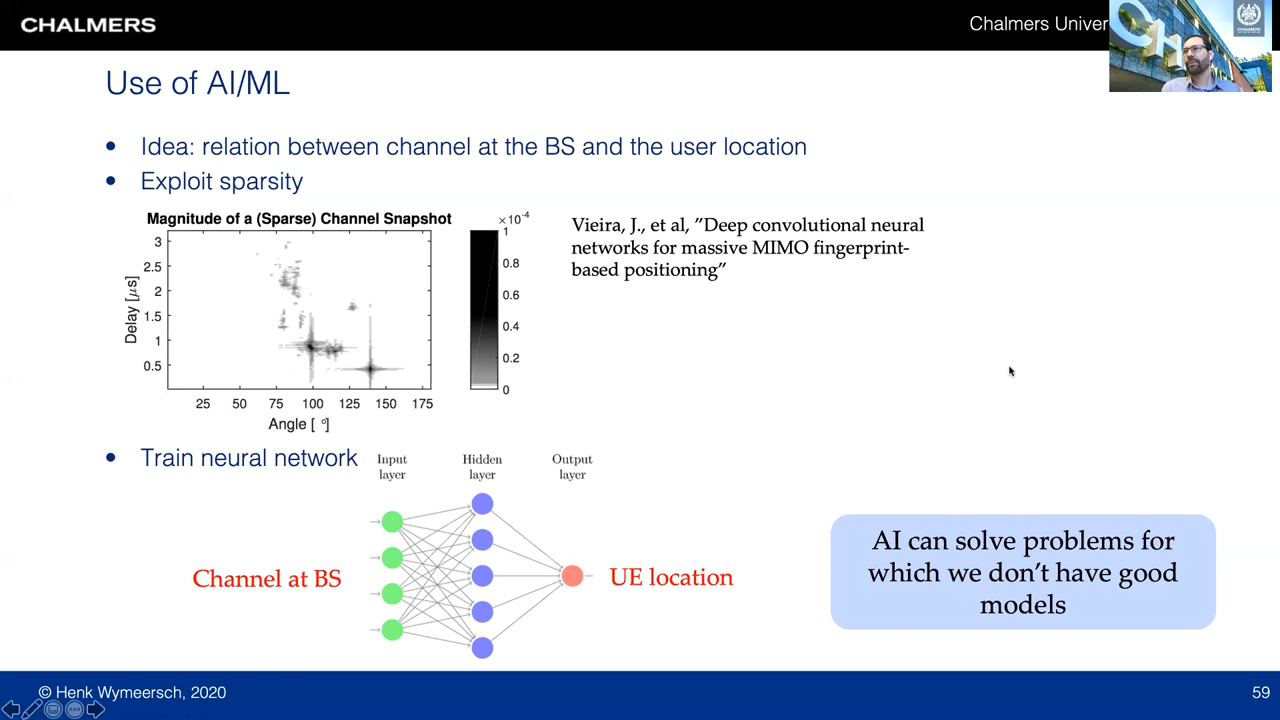 CHALMERS
Chalmers Univer
CHALMERS
Use of AI/ML
• Idea: relation between channel at the BS and the user location
• Exploit sparsity
Magnitude of a (Sparse) Channel Snapshot
×10⁻⁴
3
2.5
2
1.5
1
0.5
Delay [μs]
25 50 75 100 125 150 175
Angle [ °]
1
0.8
0.6
0.4
0.2
0
Vieira, J., et al, ”Deep convolutional neural
networks for massive MIMO fingerprint-
based positioning”
• Train neural network
Input
layer
Hidden
layer
Output
layer
Channel at BS
UE location
AI can solve problems for
which we don’t have good
models
© Henk Wymeersch, 2020
59